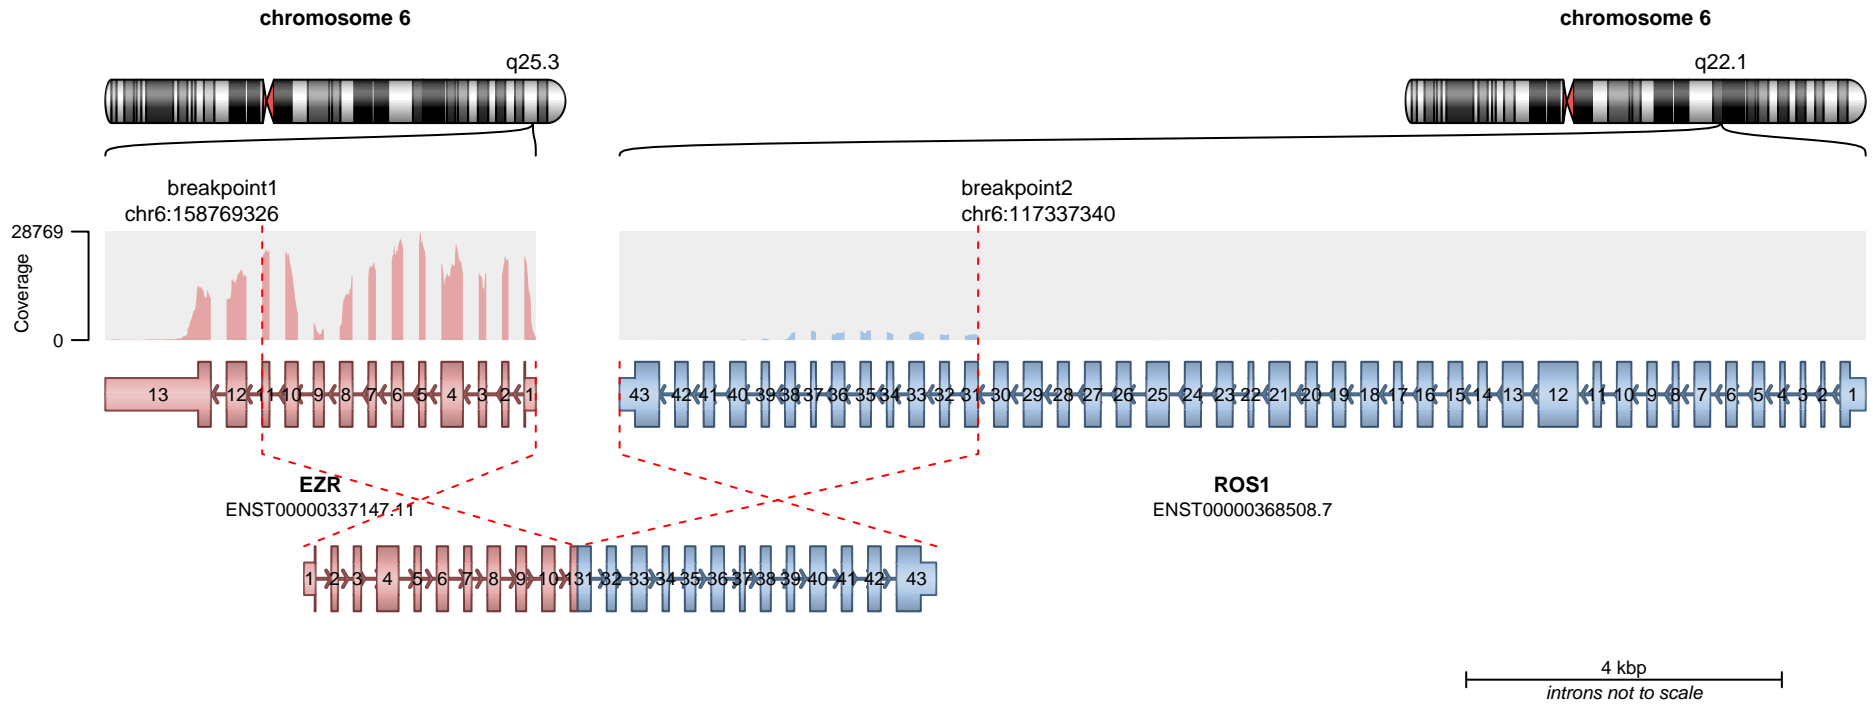 chromosome 6
chromosome 6
q25.3
q22.1
breakpoint1
chr6:158769326
breakpoint2
chr6:117337340
28769
Coverage
0
13 12 11 10 9 8 7 6 5 4 3 2 1
43 42 41 40 39 38 37 36 35 34 33 32 31 30 29 28 27 26 25 24 23 22 21 20 19 18 17 16 15 14 13 12 11 10 9 8 7 6 5 4 3 2 1
EZR
ENST00000337147.11
ROS1
ENST00000368508.7
1 2 3 4 5 6 7 8 9 10 31 32 33 34 35 36 37 38 39 40 41 42 43
4 kbp
introns not to scale